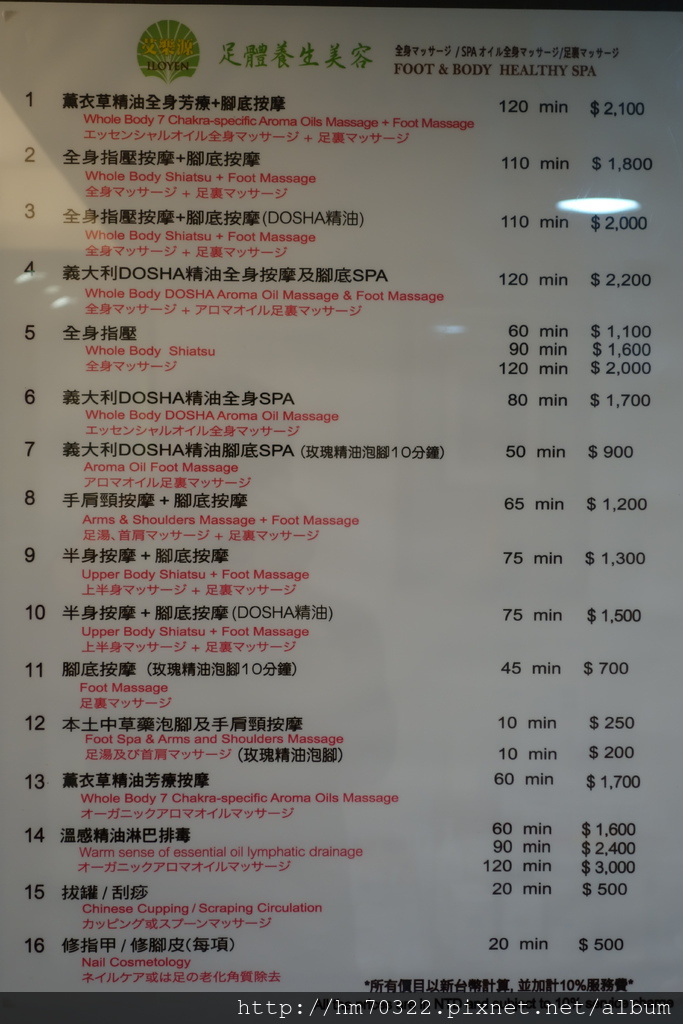 艾樂源
ILOYEN
足體養生美容
全身マッサージ / SPAオイル全身マッサージ/足裏マッサージ
FOOT & BODY HEALTHY SPA
1 薰衣草精油全身芳療+腳底按摩 120 min $2,100
Whole Body 7 Chakra-specific Aroma Oils Massage + Foot Massage
エッセンシャルオイル全身マッサージ + 足裏マッサージ
2 全身指壓按摩+腳底按摩 110 min $1,800
Whole Body Shiatsu + Foot Massage
全身マッサージ + 足裏マッサージ
3 全身指壓按摩+腳底按摩(DOSHA精油) 110 min $2,000
Whole Body Shiatsu + Foot Massage
全身マッサージ + 足裏マッサージ
4 義大利DOSHA精油全身按摩及腳底SPA 120 min $2,200
Whole Body DOSHA Aroma Oil Massage & Foot Massage
全身マッサージ + アロマオイル足裏マッサージ
5 全身指壓 60 min $1,100
Whole Body Shiatsu 90 min $1,600
全身マッサージ 120 min $2,000
6 義大利DOSHA精油全身SPA 80 min $1,700
Whole Body DOSHA Aroma Oil Massage
エッセンシャルオイル全身マッサージ
7 義大利DOSHA精油腳底SPA (玫瑰精油泡腳10分鐘) 50 min $900
Aroma Oil Foot Massage
アロマオイル足裏マッサージ
8 手肩頸按摩 + 腳底按摩 65 min $1,200
Arms & Shoulders Massage + Foot Massage
足湯、首肩マッサージ + 足裏マッサージ
9 半身按摩 + 腳底按摩 75 min $1,300
Upper Body Shiatsu + Foot Massage
上半身マッサージ + 足裏マッサージ
10 半身按摩 + 腳底按摩(DOSHA精油) 75 min $1,500
Upper Body Shiatsu + Foot Massage
上半身マッサージ + 足裏マッサージ
11 腳底按摩 (玫瑰精油泡腳10分鐘) 45 min $700
Foot Massage
足裏マッサージ
12 本土中草藥泡腳及手肩頸按摩 10 min $250
Foot Spa & Arms and Shoulders Massage
足湯及び首肩マッサージ (玫瑰精油泡腳) 10 min $200
13 薰衣草精油芳療按摩 60 min $1,700
Whole Body 7 Chakra-specific Aroma Oils Massage
オーガニックアロマオイルマッサージ
14 溫感精油淋巴排毒 60 min $1,600
Warm sense of essential oil lymphatic drainage 90 min $2,400
オーガニックアロマオイルマッサージ 120 min $3,000
15 拔罐 / 刮痧 20 min $500
Chinese Cupping / Scraping Circulation
カッピング或スプーンマッサージ
16 修指甲 / 修腳皮(每項) 20 min $500
Nail Cosmetology
ネイルケア或は足の老化角質除去
*所有價目以新台幣計算, 並加計10%服務費*
http://hm70322.pixnet.net/album